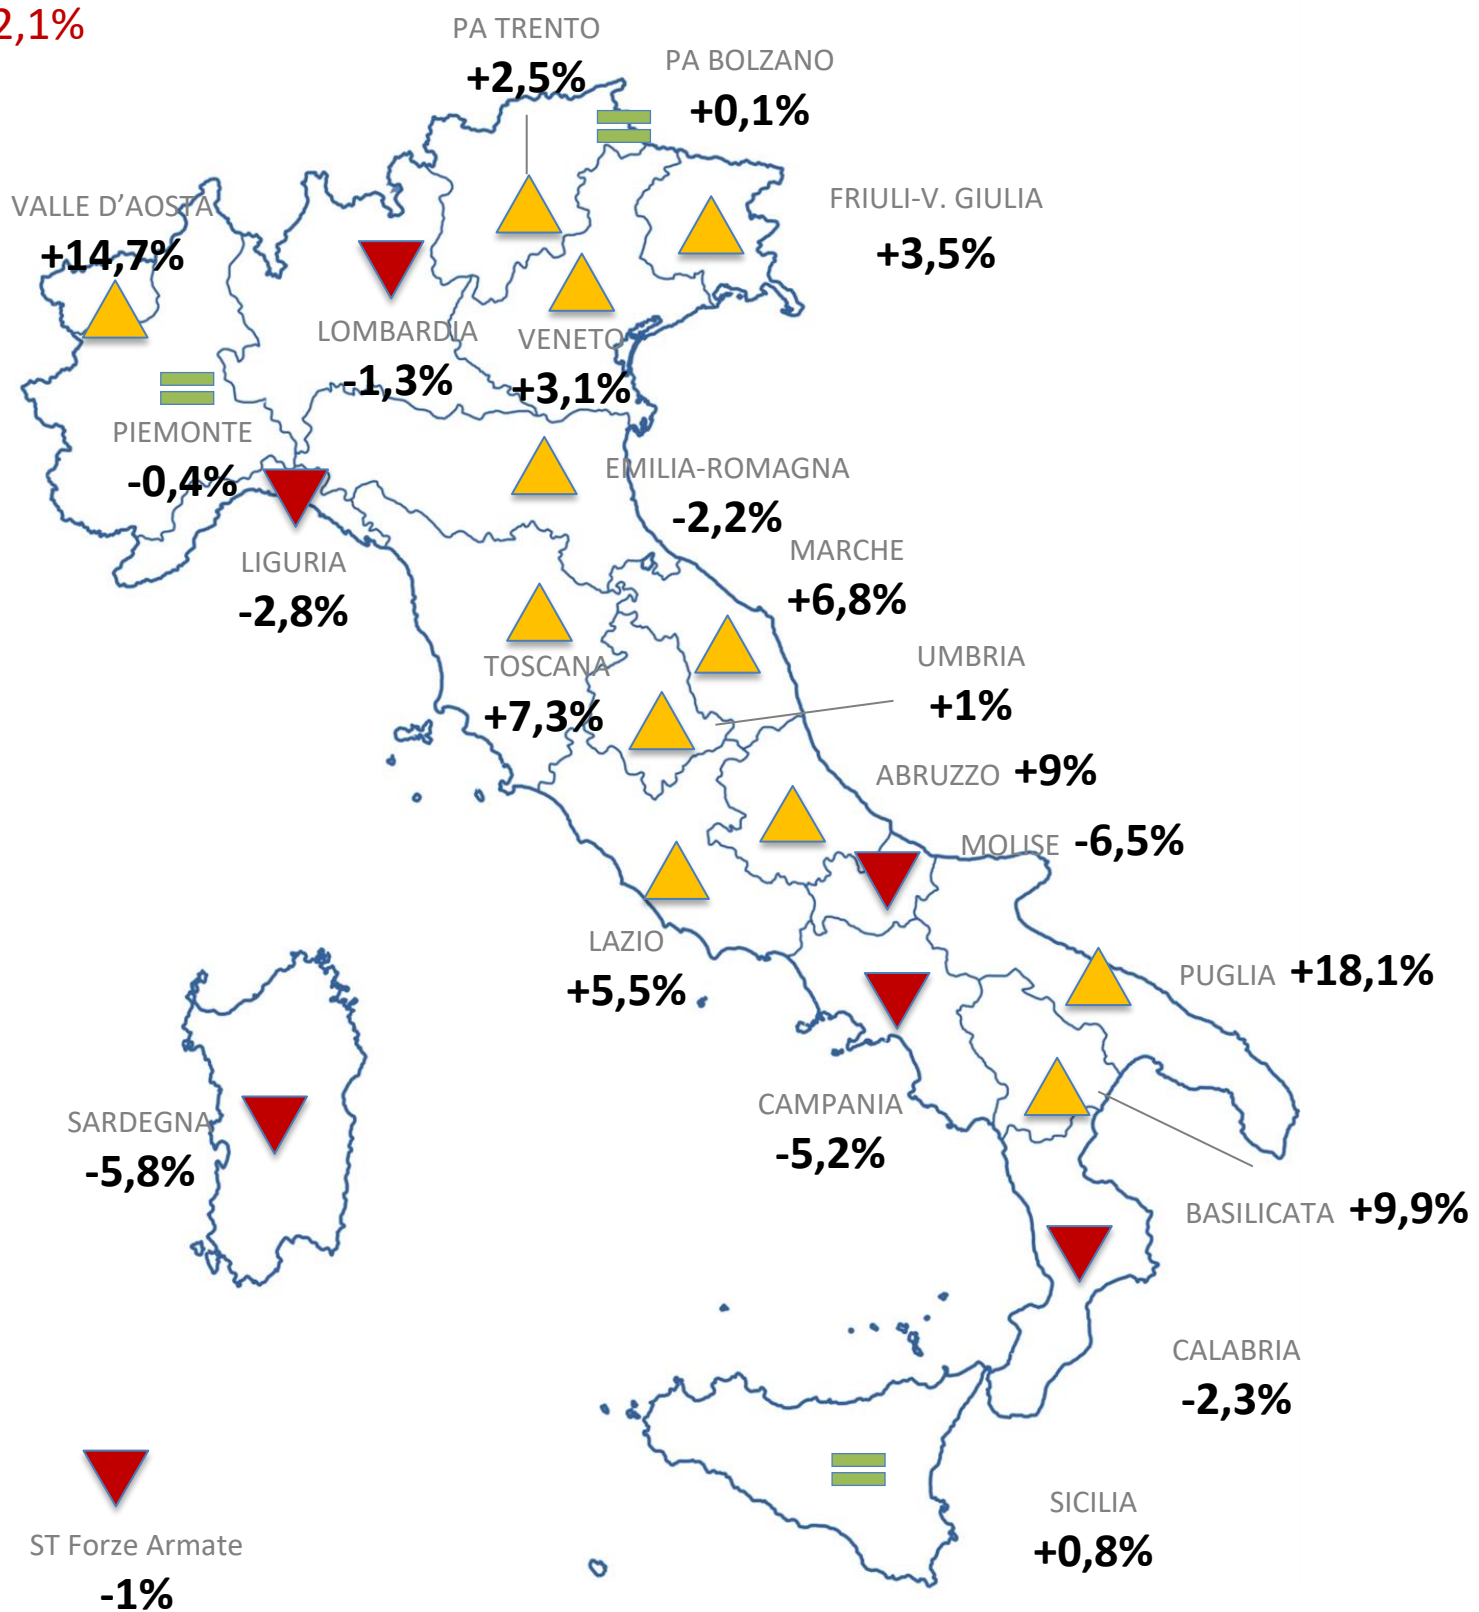 2,1%
PA TRENTO
+2,5%
PA BOLZANO
+0,1%
VALLE D'AOSTA
+14,7%
FRIULI-V. GIULIA
+3,5%
LOMBARDIA
-1,3%
VENETO
+3,1%
PIEMONTE
-0,4%
EMILIA-ROMAGNA
-2,2%
LIGURIA
-2,8%
MARCHE
+6,8%
TOSCANA
+7,3%
UMBRIA
+1%
ABRUZZO +9%
MOLISE -6,5%
LAZIO
+5,5%
PUGLIA +18,1%
CAMPANIA
-5,2%
SARDEGNA
-5,8%
BASILICATA +9,9%
CALABRIA
-2,3%
SICILIA
+0,8%
ST Forze Armate
-1%